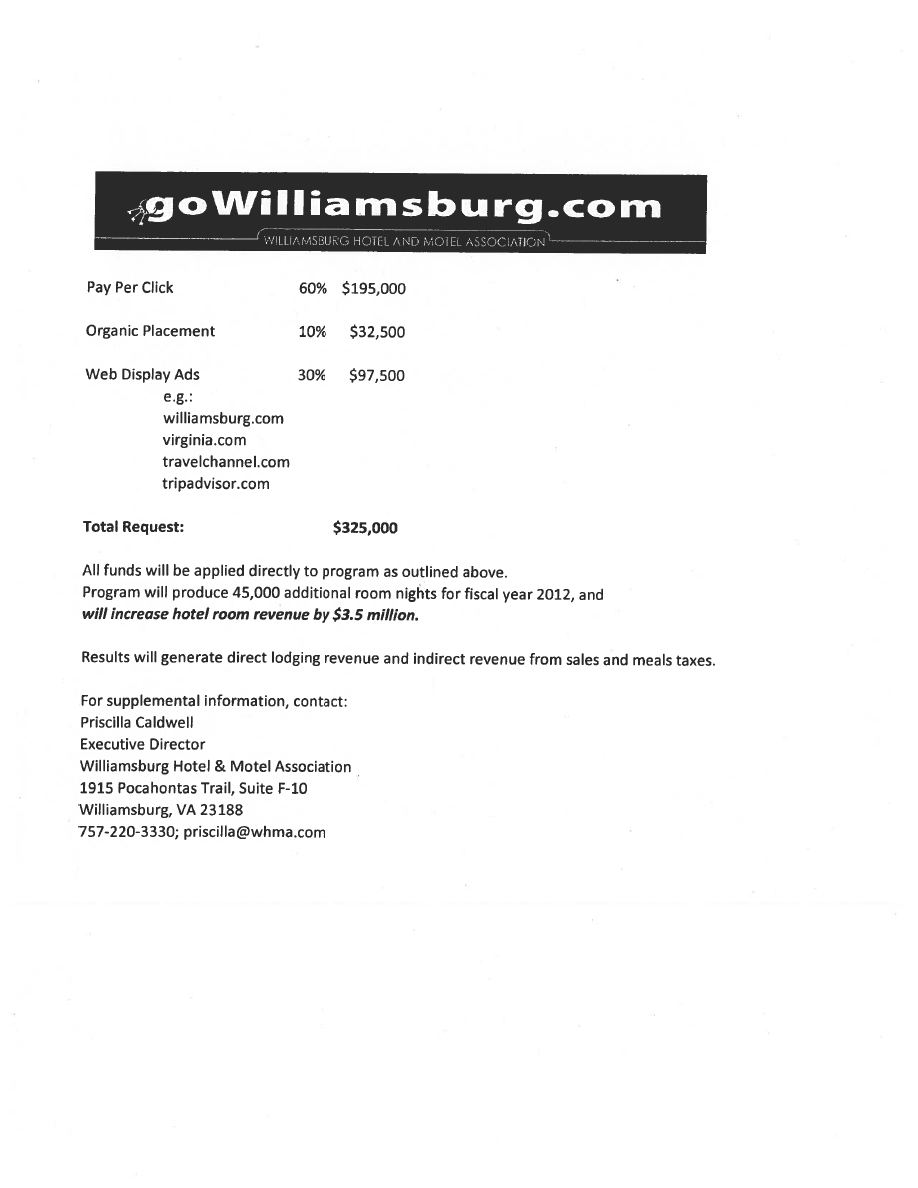 goWilliamsburg.com
WILLIAMSBURG HOTEL AND MOTEL ASSOCIATION
Pay Per Click 60% $195,000
Organic Placement 10% $32,500
Web Display Ads 30% $97,500
e.g.:
williamsburg.com
virginia.com
travelchannel.com
tripadvisor.com
Total Request: $325,000
All funds will be applied directly to program as outlined above.
Program will produce 45,000 additional room nights for fiscal year 2012, and
will increase hotel room revenue by $3.5 million.
Results will generate direct lodging revenue and indirect revenue from sales and meals taxes.
For supplemental information, contact:
Priscilla Caldwell
Executive Director
Williamsburg Hotel & Motel Association
1915 Pocahontas Trail, Suite F-10
Williamsburg, VA 23188
757-220-3330; priscilla@whma.com